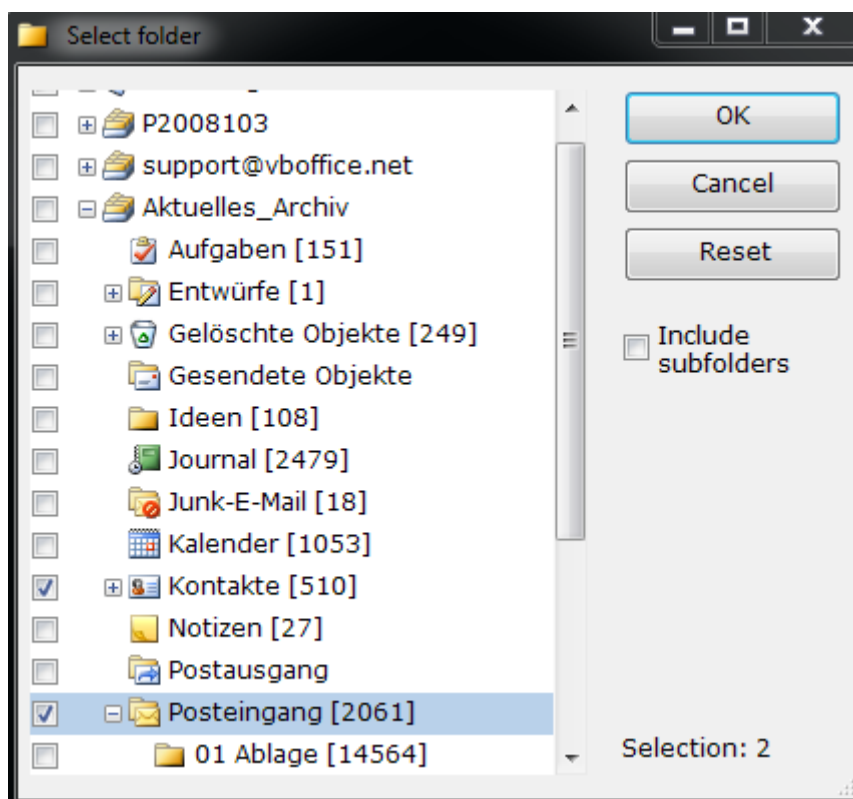 Select folder
P2008103
support@vboffice.net
Aktuelles_Archiv
Aufgaben [151]
Entwürfe [1]
Gelöschte Objekte [249]
Gesendete Objekte
Ideen [108]
Journal [2479]
Junk-E-Mail [18]
Kalender [1053]
Kontakte [510]
Notizen [27]
Postausgang
Posteingang [2061]
01 Ablage [14564]
OK
Cancel
Reset
Include
subfolders
Selection: 2